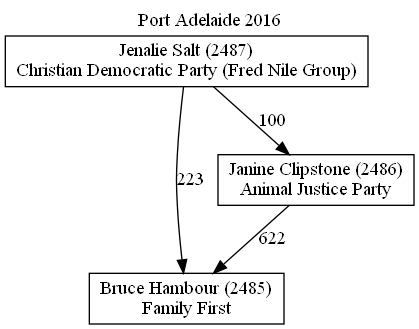 Port Adelaide 2016
Jenalie Salt (2487)
Christian Democratic Party (Fred Nile Group)
100
Janine Clipstone (2486)
Animal Justice Party
223
622
Bruce Hambour (2485)
Family First